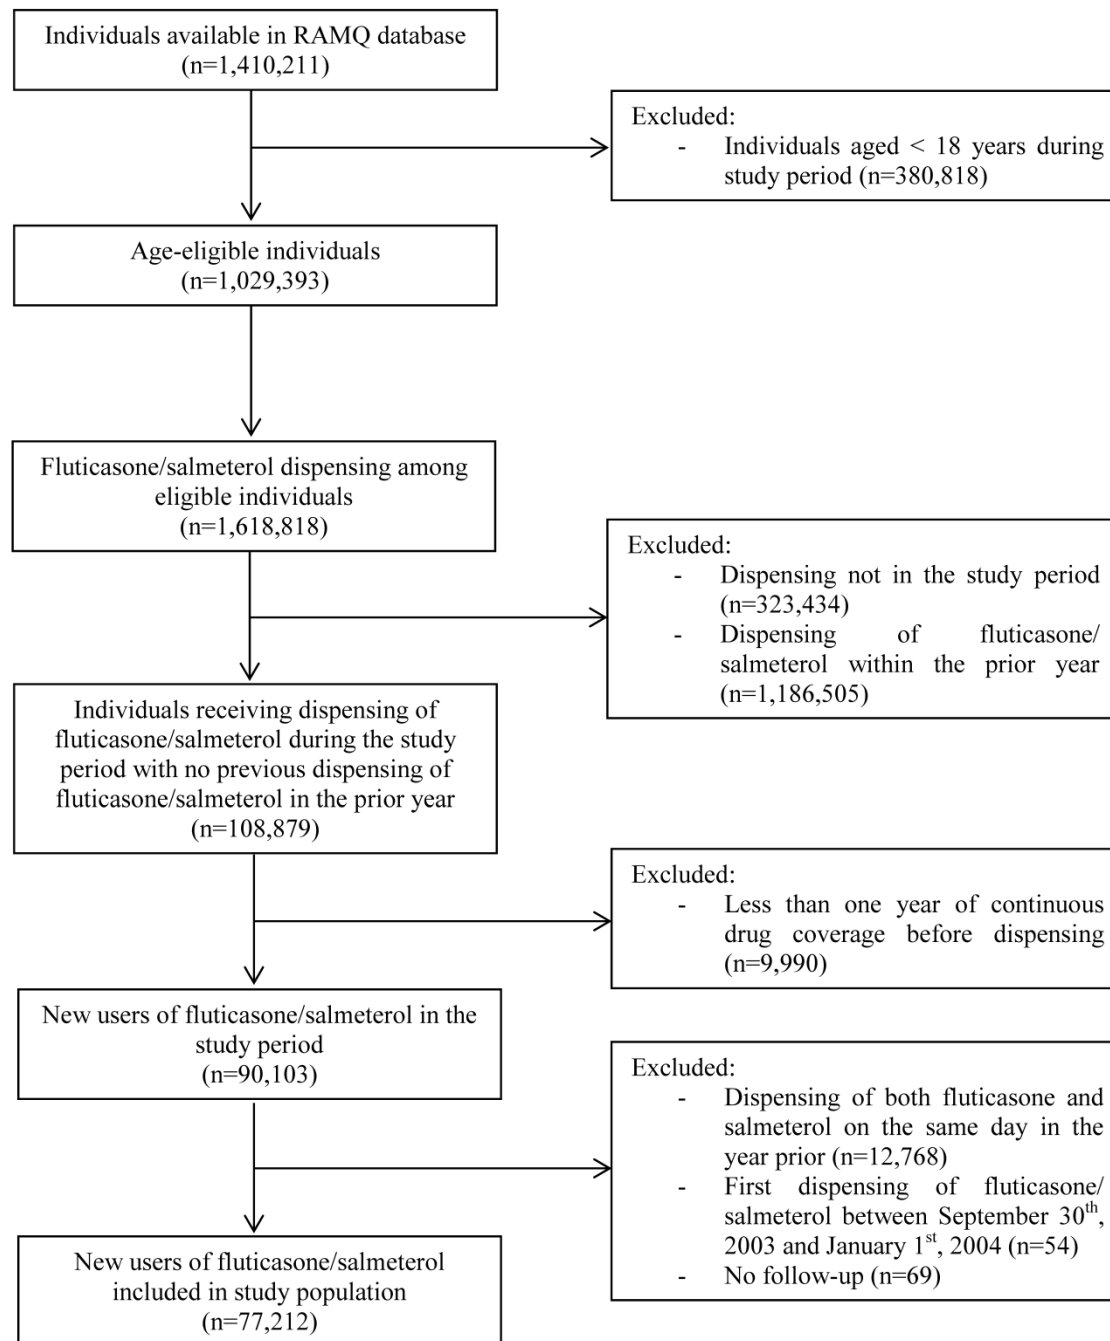 Individuals available in RAMQ database
(n=1,410,211)
Excluded:
- Individuals aged < 18 years during
study period (n=380,818)
Age-eligible individuals
(n=1,029,393)
Fluticasone/salmeterol dispensing among
eligible individuals
(n=1,618,818)
Excluded:
- Dispensing not in the study period
(n=323,434)
- Dispensing of fluticasone/
salmeterol within the prior year
(n=1,186,505)
Individuals receiving dispensing of
fluticasone/salmeterol during the study
period with no previous dispensing of
fluticasone/salmeterol in the prior year
(n=108,879)
Excluded:
- Less than one year of continuous
drug coverage before dispensing
(n=9,990)
New users of fluticasone/salmeterol in the
study period
(n=90,103)
Excluded:
- Dispensing of both fluticasone and
salmeterol on the same day in the
year prior (n=12,768)
- First dispensing of fluticasone/
salmeterol between September 30th,
2003 and January 1st, 2004 (n=54)
- No follow-up (n=69)
New users of fluticasone/salmeterol
included in study population
(n=77,212)